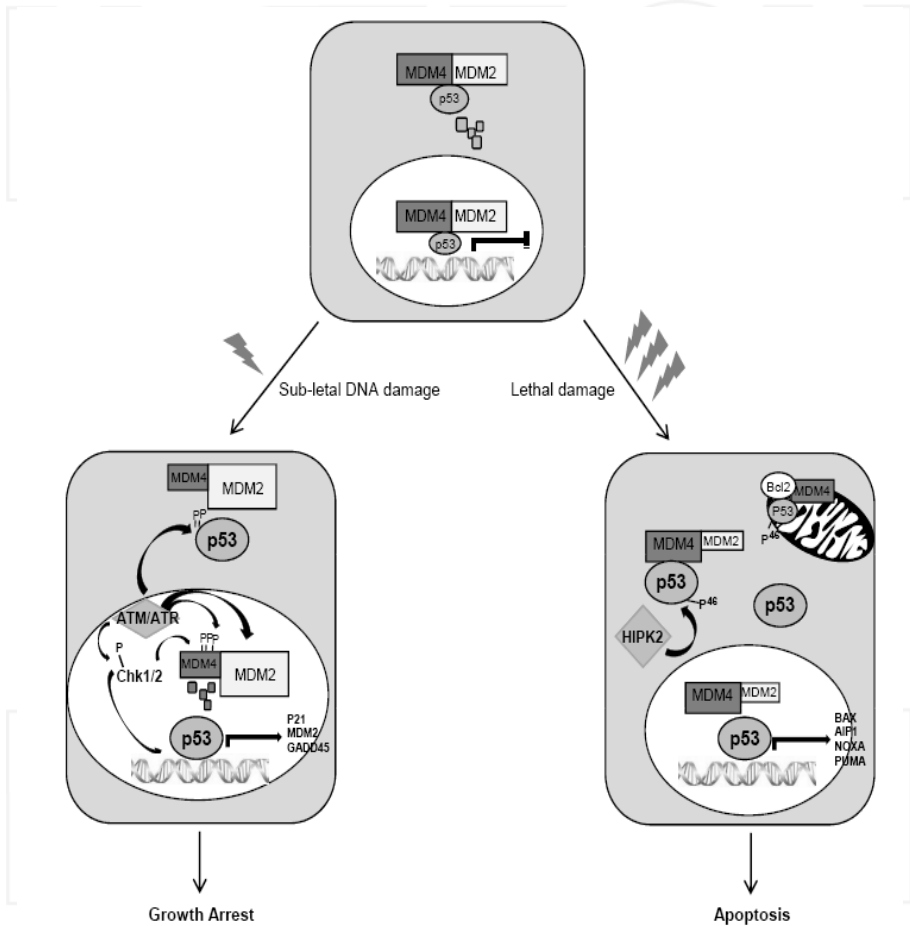 MDM4 MDM2
p53
MDM4 MDM2
p53
Sub-letal DNA damage
Lethal damage
MDM4
MDM2
PP
p53
ATM/ATR
P
Chk1/2
PPP
MDM4
MDM2
p53
P21
MDM2
GADD45
Growth Arrest
Bcl2
MDM4
P53
P46
MDM4
MDM2
p53
P46
p53
HIPK2
MDM4
MDM2
p53
BAX
AIP1
NOXA
PUMA
Apoptosis